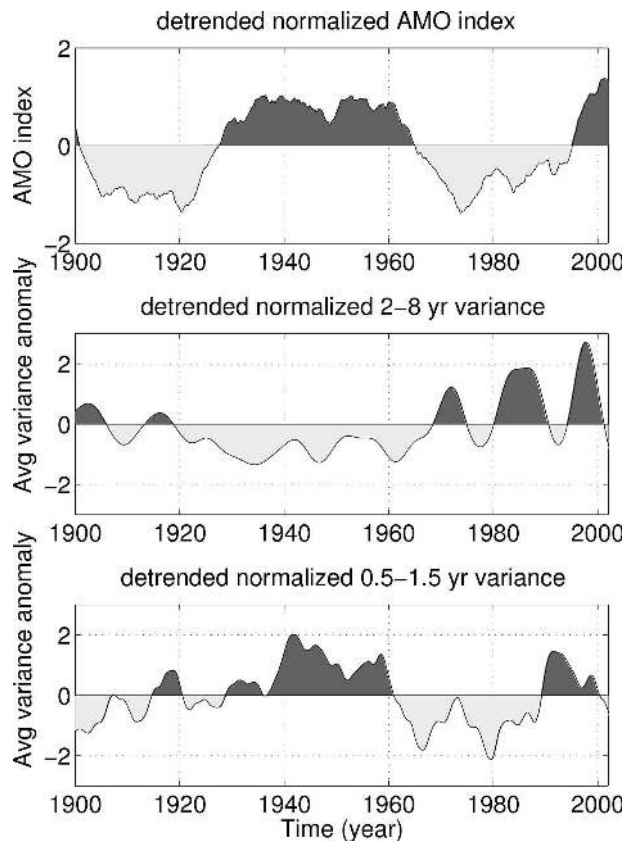 detrended normalized AMO index
2
0
−2
AMO index
1900 1920 1940 1960 1980 2000
detrended normalized 2−8 yr variance
2
0
−2
Avg variance anomaly
1900 1920 1940 1960 1980 2000
detrended normalized 0.5−1.5 yr variance
2
0
−2
Avg variance anomaly
1900 1920 1940 1960 1980 2000
Time (year)